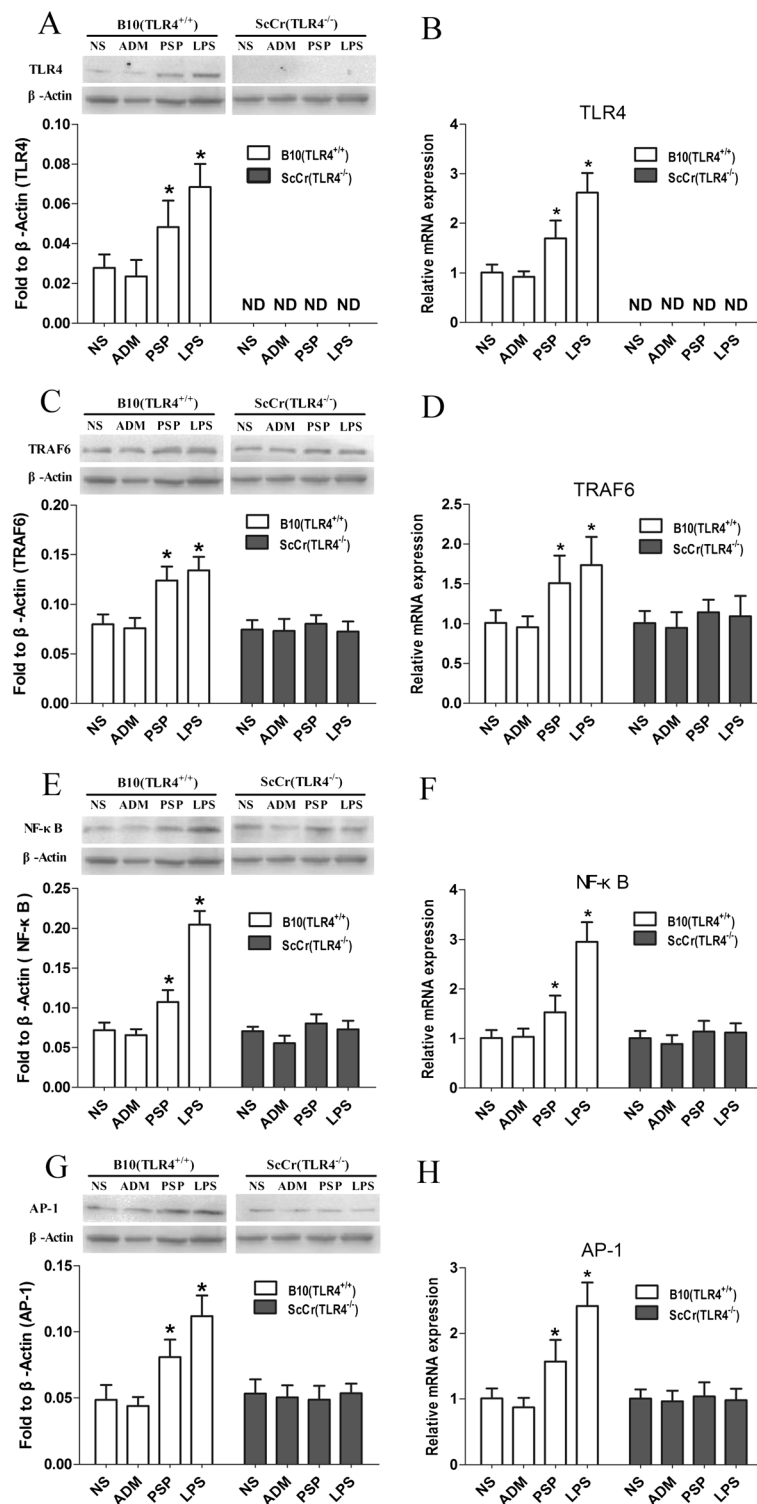 A
B10(TLR4+/+) ScCr(TLR4-/-)
NS ADM PSP LPS NS ADM PSP LPS
TLR4
β -Actin
Fold to β -Actin (TLR4)
0.10
0.08
0.06
0.04
0.02
0.00
* *
B10(TLR4+/+)
ScCr(TLR4-/-)
ND ND ND ND
NS ADM PSP LPS NS ADM PSP LPS
B
TLR4
Relative mRNA expression
4
3
2
1
0
* *
B10(TLR4+/+)
ScCr(TLR4-/-)
ND ND ND ND
NS ADM PSP LPS NS ADM PSP LPS
C
B10(TLR4+/+) ScCr(TLR4-/-)
NS ADM PSP LPS NS ADM PSP LPS
TRAF6
β -Actin
Fold to β -Actin (TRAF6)
0.20
0.15
0.10
0.05
0.00
* *
B10(TLR4+/+)
ScCr(TLR4-/-)
NS ADM PSP LPS NS ADM PSP LPS
D
TRAF6
Relative mRNA expression
2.5
2.0
1.5
1.0
0.5
0.0
* *
B10(TLR4+/+)
ScCr(TLR4-/-)
NS ADM PSP LPS NS ADM PSP LPS
E
B10(TLR4+/+) ScCr(TLR4-/-)
NS ADM PSP LPS NS ADM PSP LPS
NF-κ B
β -Actin
Fold to β -Actin ( NF-κ B)
0.20
0.15
0.10
0.05
0.00
* *
B10(TLR4+/+)
ScCr(TLR4-/-)
NS ADM PSP LPS NS ADM PSP LPS
F
NF-κ B
Relative mRNA expression
4
3
2
1
0
* *
B10(TLR4+/+)
ScCr(TLR4-/-)
NS ADM PSP LPS NS ADM PSP LPS
G
B10(TLR4+/+) ScCr(TLR4-/-)
NS ADM PSP LPS NS ADM PSP LPS
AP-1
β -Actin
Fold to β -Actin (AP-1)
0.15
0.10
0.05
0.00
* *
B10(TLR4+/+)
ScCr(TLR4-/-)
NS ADM PSP LPS NS ADM PSP LPS
H
AP-1
Relative mRNA expression
3
2
1
0
* *
B10(TLR4+/+)
ScCr(TLR4-/-)
NS ADM PSP LPS NS ADM PSP LPS